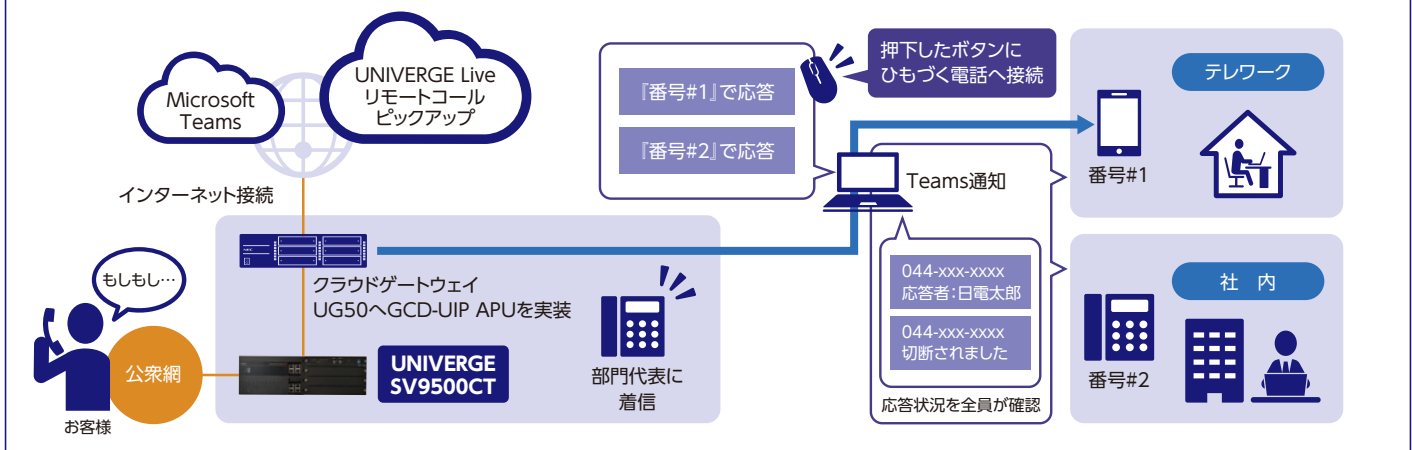 Microsoft
Teams
UNIVERGE Live
リモートコール
ピックアップ
インターネット接続
クラウドゲートウェイ
UG50へGCD-UIP APUを実装
もしもし…
公衆網
お客様
UNIVERGE
SV9500CT
部門代表に
着信
『番号#1』で応答
『番号#2』で応答
押下したボタンに
ひもづく電話へ接続
Teams通知
044-xxx-xxxx
応答者：日電太郎
044-xxx-xxxx
切断されました
応答状況を全員が確認
テレワーク
番号#1
社 内
番号#2